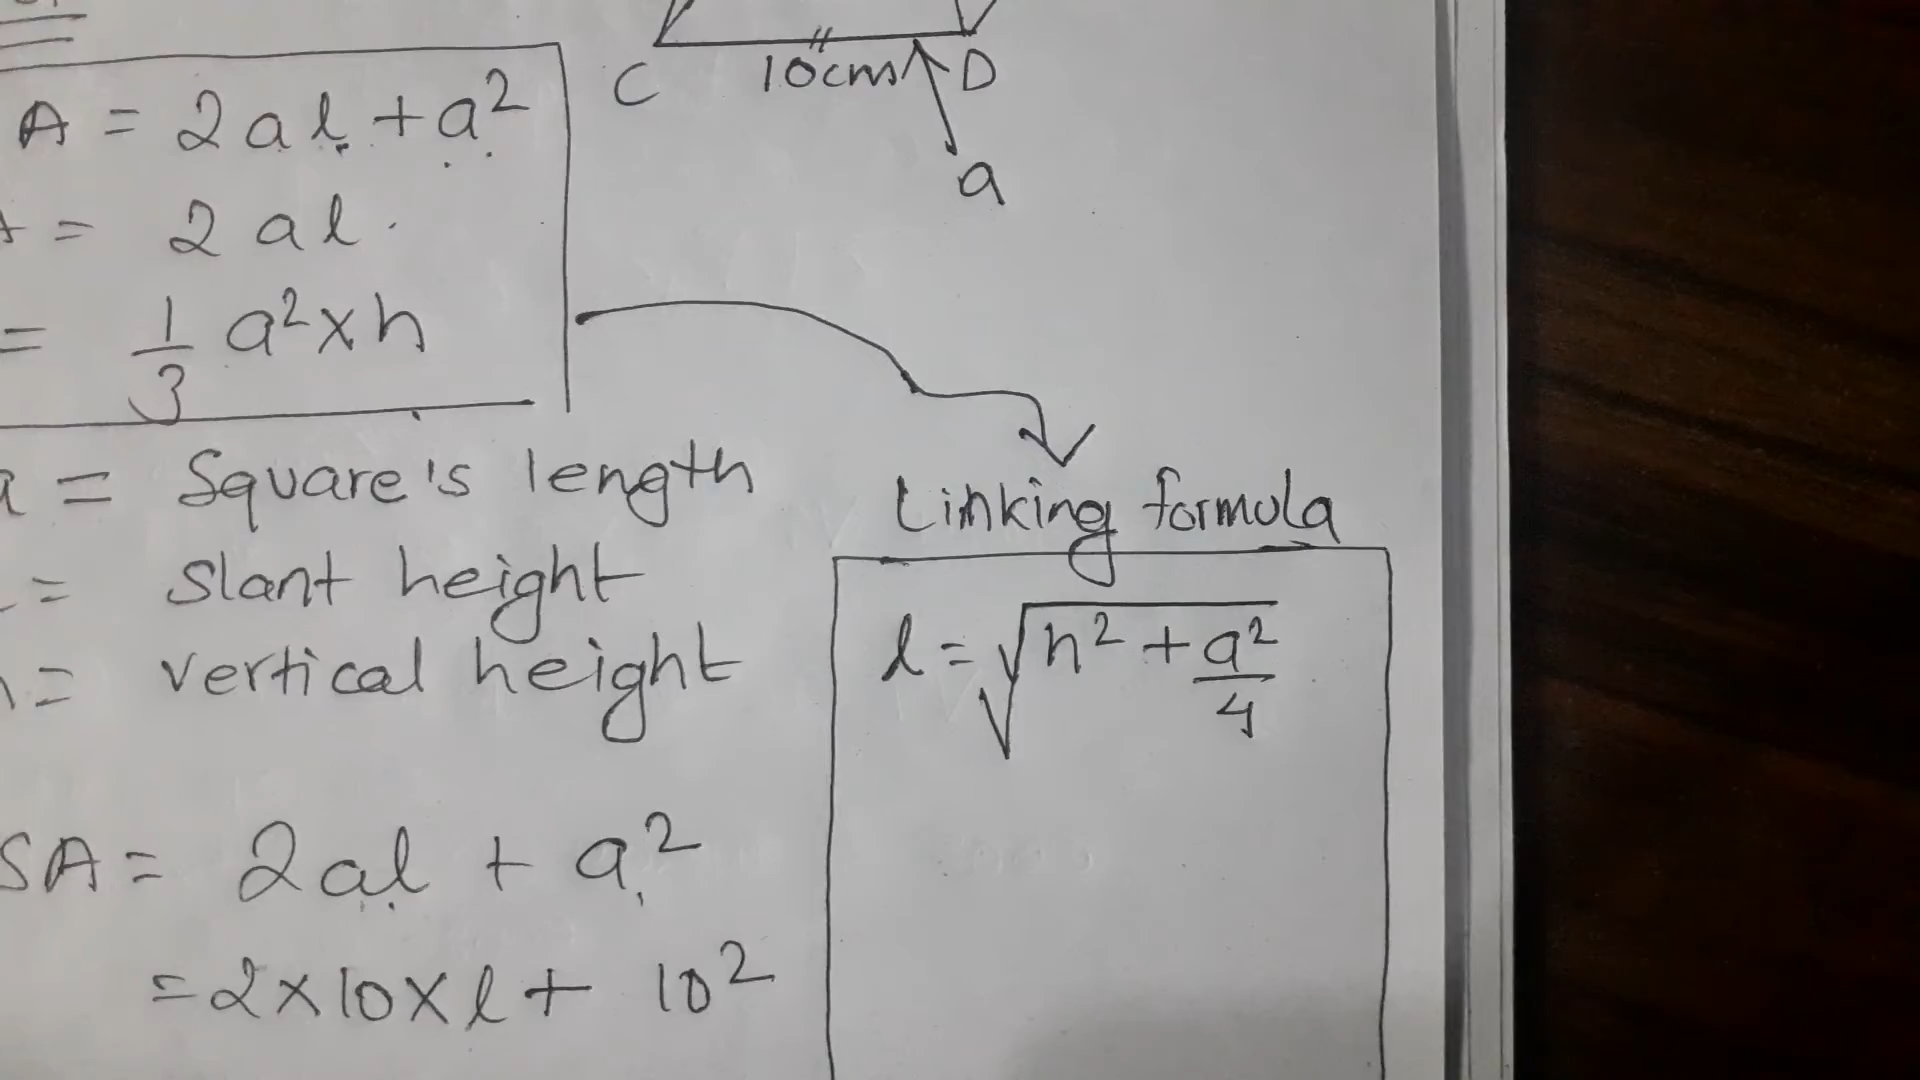 C 10cm D
a
A = 2al + a²
= 2al.
= 1/3 a² × h
a = Square's length
= slant height
= vertical height
Linking formula
l = √(h² + a²/4)
SA = 2al + a²
= 2×10×l + 10²